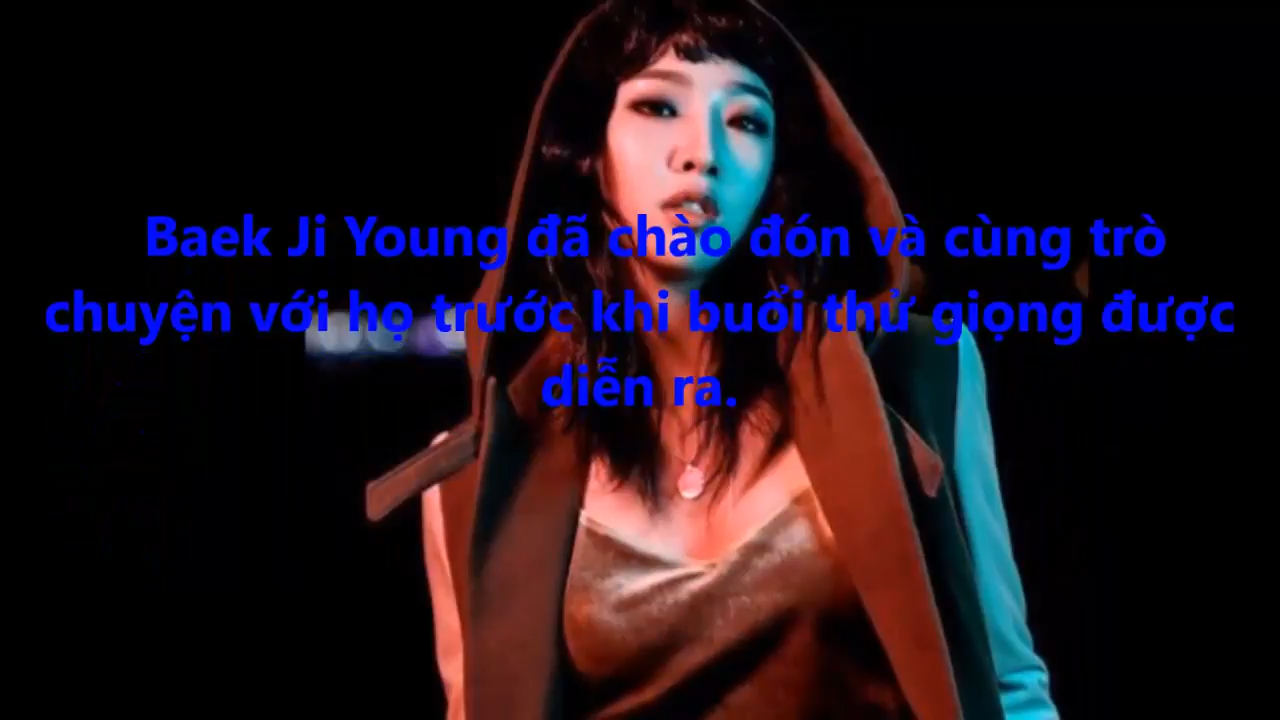 Baek Ji Young đã chào đón và cùng trò
chuyện với họ trước khi buổi thử giọng được
diễn ra.